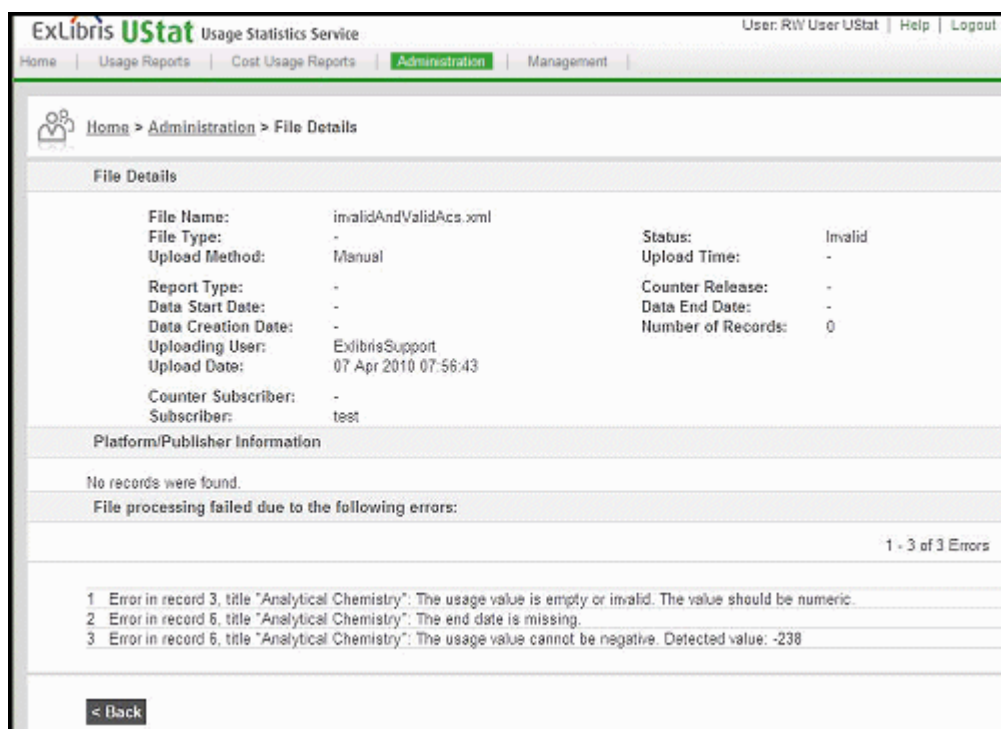 ExLibris UStat Usage Statistics Service User: RW User UStat | Help | Logout
Home | Usage Reports | Cost Usage Reports | Administration | Management |
Home > Administration > File Details
File Details
File Name: invalidAndValidAcs.xml
File Type: - Status: Invalid
Upload Method: Manual Upload Time: -
Report Type: - Counter Release: -
Data Start Date: - Data End Date: -
Data Creation Date: - Number of Records: 0
Uploading User: ExlibrisSupport
Upload Date: 07 Apr 2010 07:56:43
Counter Subscriber: -
Subscriber: test
Platform/Publisher Information
No records were found.
File processing failed due to the following errors:
1 - 3 of 3 Errors
1 Error in record 3, title "Analytical Chemistry": The usage value is empty or invalid. The value should be numeric.
2 Error in record 6, title "Analytical Chemistry": The end date is missing.
3 Error in record 6, title "Analytical Chemistry": The usage value cannot be negative. Detected value: -238
< Back